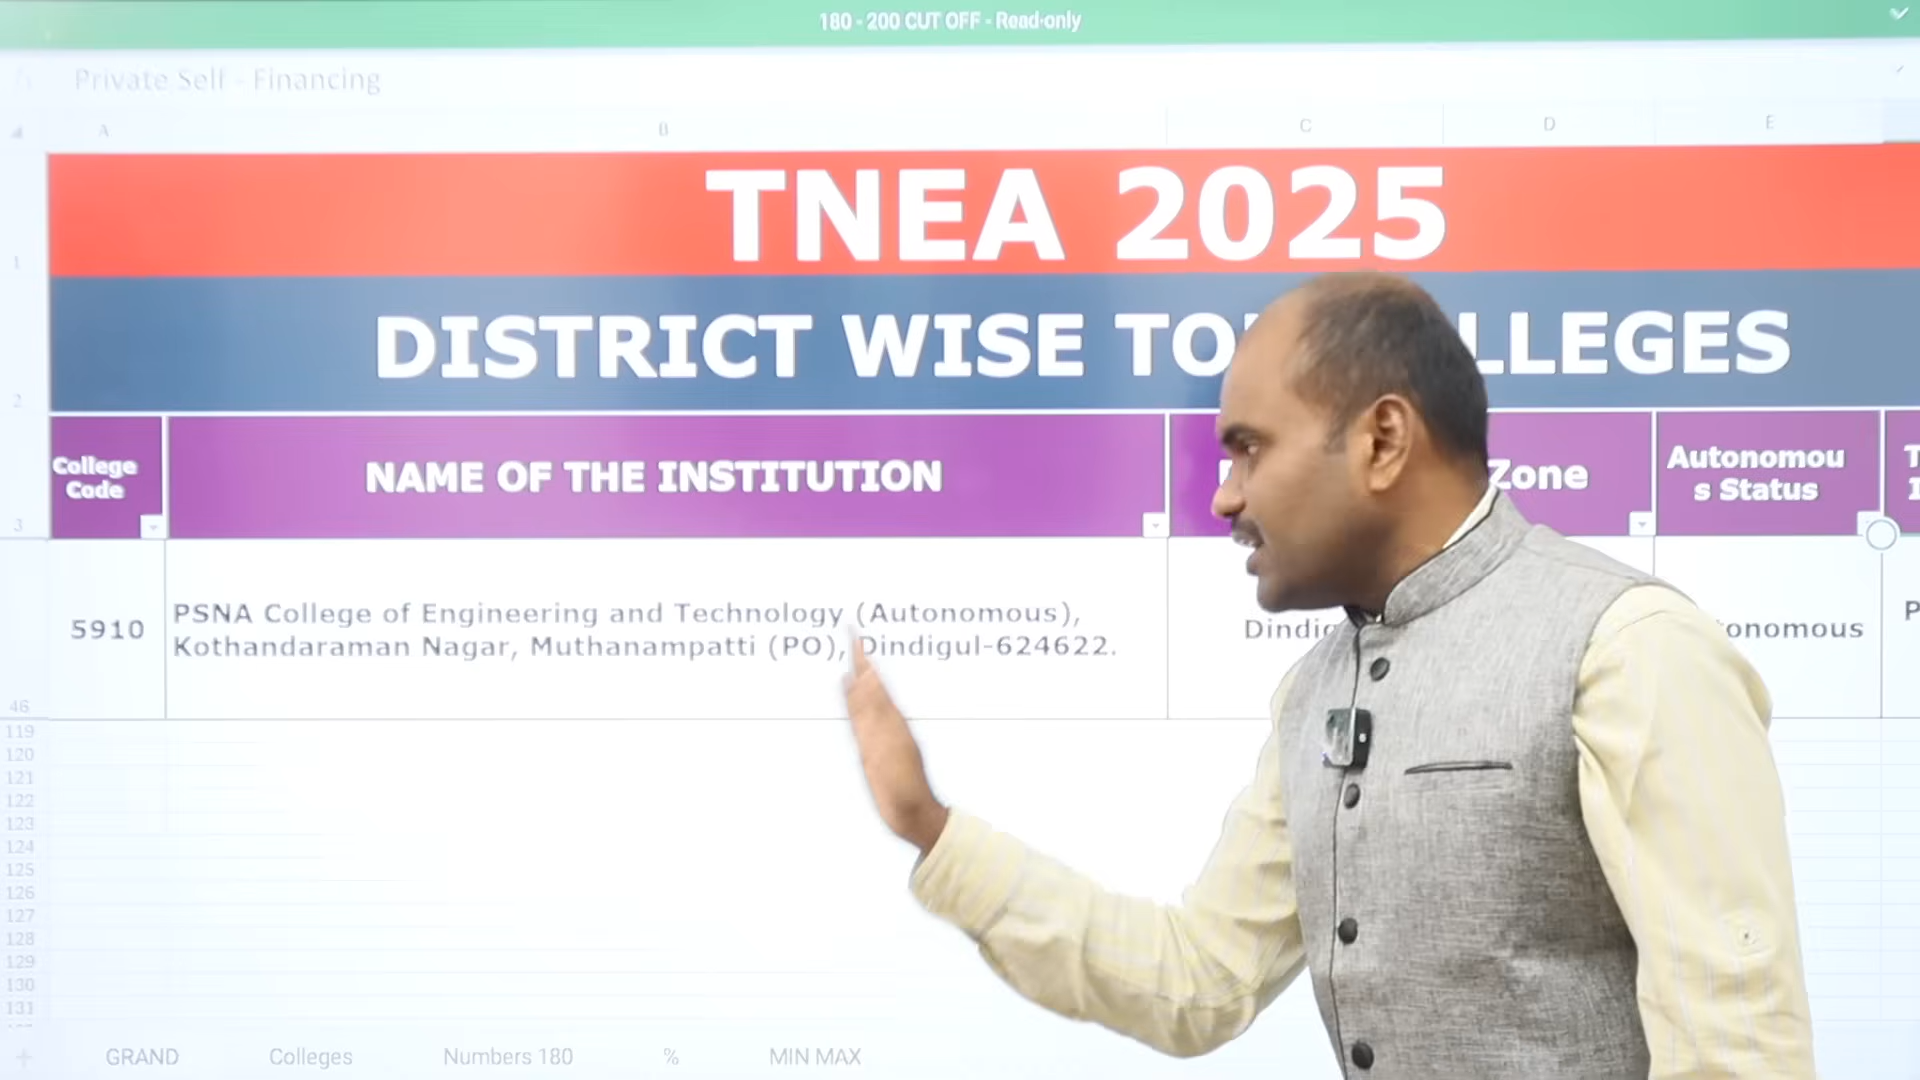 180 - 200 CUT OFF - Read-only
Private Self - Financing
A B C D E
1
TNEA 2025
2
DISTRICT WISE LLEGES
3
College
Code
NAME OF THE INSTITUTION
Zone
Autonomou
s Status
46
5910
PSNA College of Engineering and Technology (Autonomous),
Kothandaraman Nagar, Muthanampatti (PO), Dindigul-624622.
119
120
121
122
123
124
125
126
127
128
129
130
131
GRAND Colleges Numbers 180 % MIN MAX